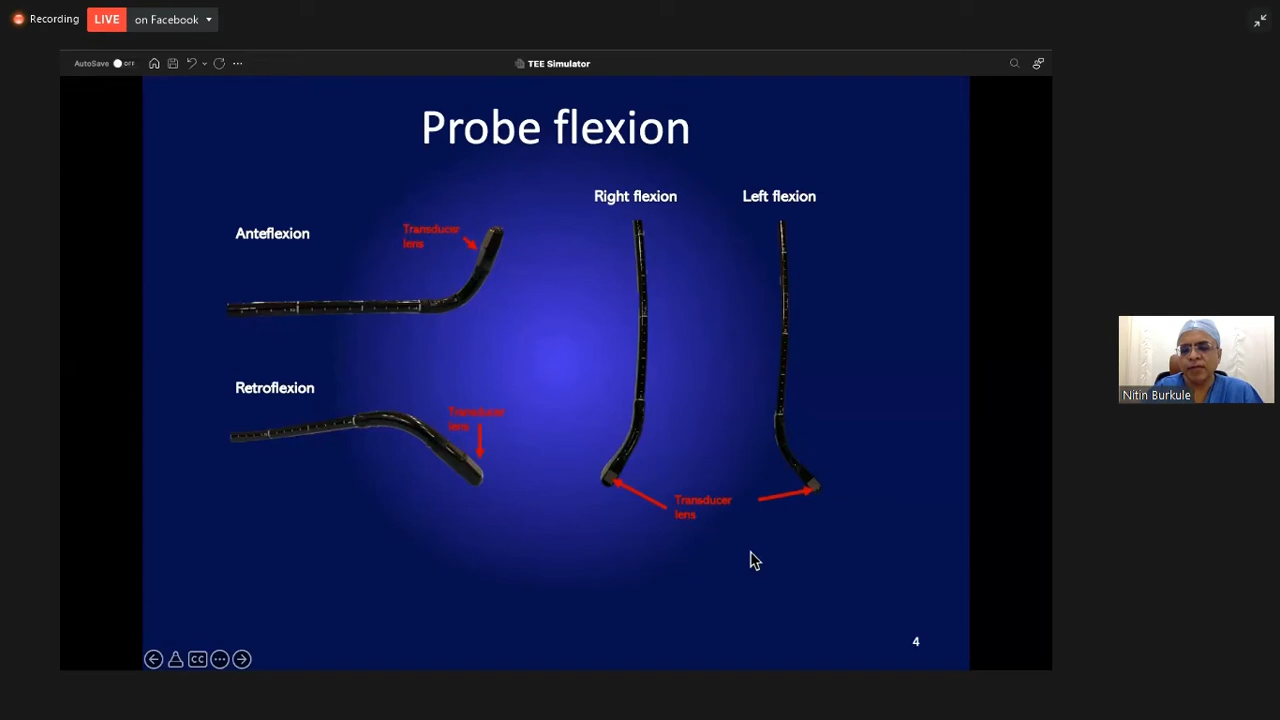 Recording
LIVE on Facebook
AutoSave OFF
TEE Simulator
Probe flexion
Right flexion
Left flexion
Anteflexion
Transducer
lens
Retroflexion
Transducer
lens
Transducer
lens
Nitin Burkule
4
CC